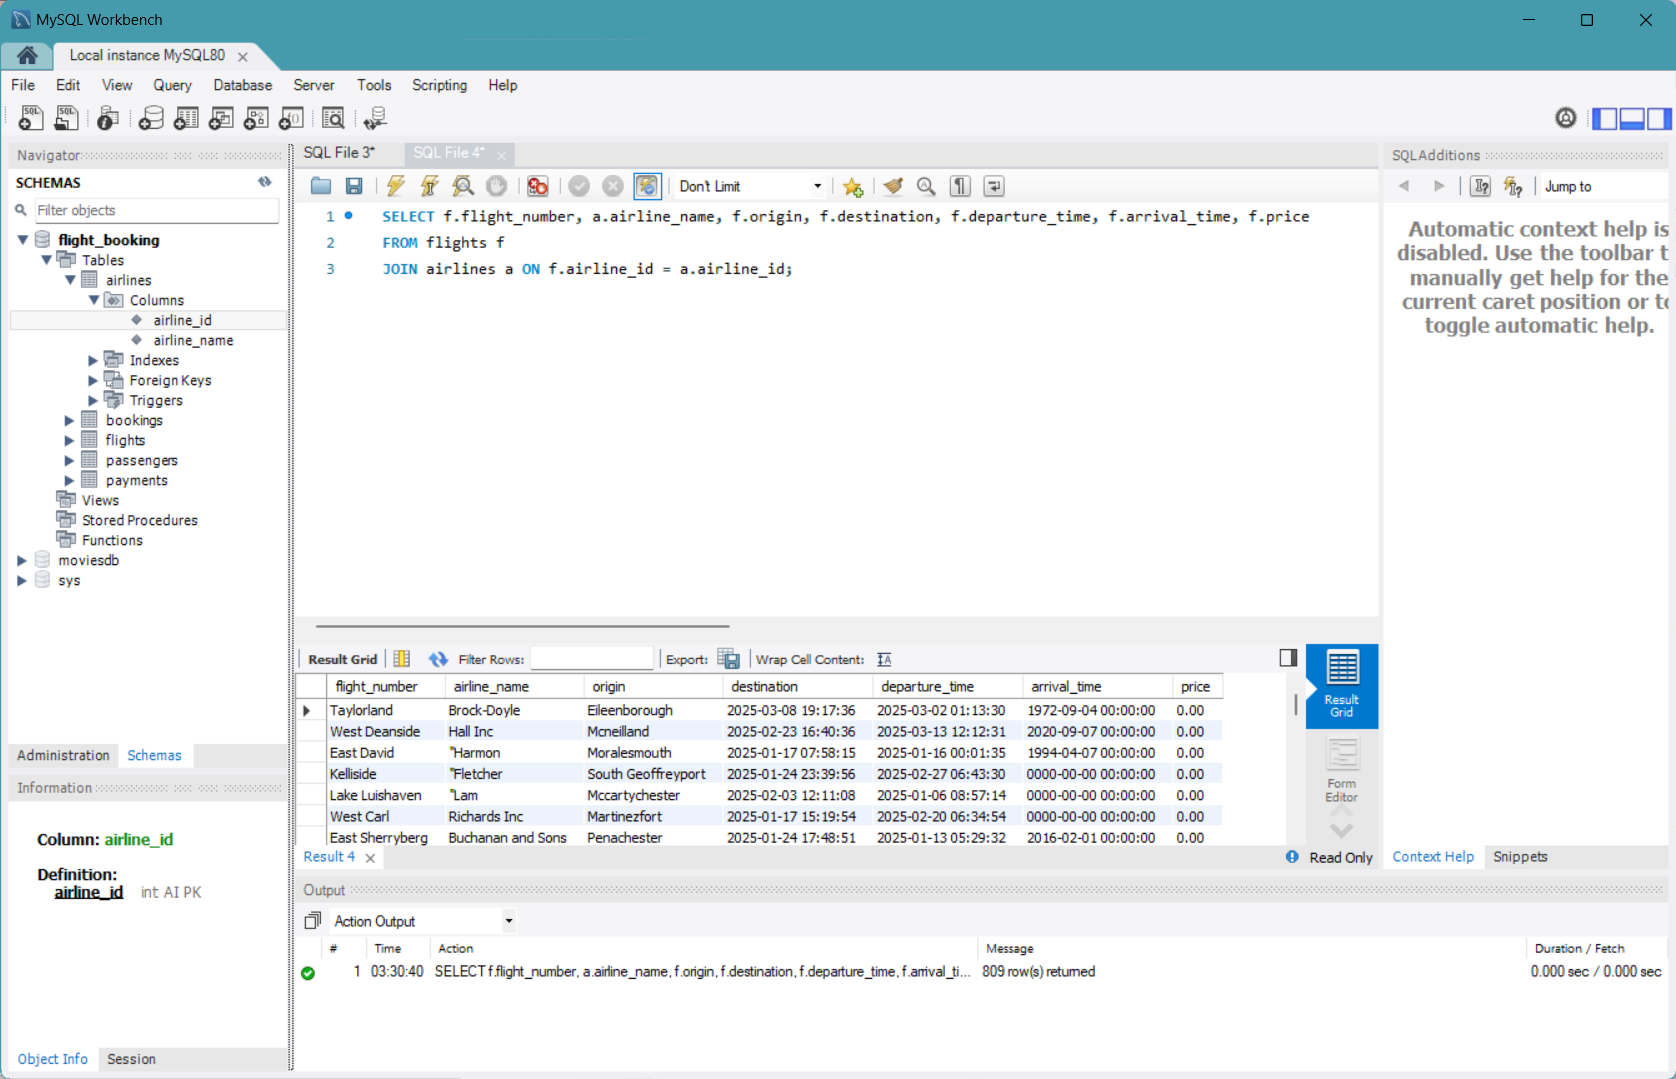 MySQL Workbench
Local instance MySQL80
File Edit View Query Database Server Tools Scripting Help
Navigator
SCHEMAS
Filter objects
flight_booking
Tables
airlines
Columns
airline_id
airline_name
Indexes
Foreign Keys
Triggers
bookings
flights
passengers
payments
Views
Stored Procedures
Functions
moviesdb
sys
Administration Schemas
Information
Column: airline_id
Definition:
airline_id int AI PK
Object Info Session
SQL File 3* SQL File 4*
Don't Limit
1 SELECT f.flight_number, a.airline_name, f.origin, f.destination, f.departure_time, f.arrival_time, f.price
2 FROM flights f
3 JOIN airlines a ON f.airline_id = a.airline_id;
Result Grid Filter Rows: Export: Wrap Cell Content:
flight_number airline_name origin destination departure_time arrival_time price
Taylorland Brock-Doyle Eileenborough 2025-03-08 19:17:36 2025-03-02 01:13:30 1972-09-04 00:00:00 0.00
West Deanside Hall Inc Mcneilland 2025-02-23 16:40:36 2025-03-13 12:12:31 2020-09-07 00:00:00 0.00
East David "Harmon Moralesmouth 2025-01-17 07:58:15 2025-01-16 00:01:35 1994-04-07 00:00:00 0.00
Kelliside "Fletcher South Geoffreyport 2025-01-24 23:39:56 2025-02-27 06:43:30 0000-00-00 00:00:00 0.00
Lake Luishaven "Lam Mccartychester 2025-02-03 12:11:08 2025-01-06 08:57:14 0000-00-00 00:00:00 0.00
West Carl Richards Inc Martinezfort 2025-01-17 15:19:54 2025-02-20 06:34:54 0000-00-00 00:00:00 0.00
East Sherryberg Buchanan and Sons Penachester 2025-01-24 17:48:51 2025-01-13 05:29:32 2016-02-01 00:00:00 0.00
Result Grid
Form Editor
Result 4
Read Only
Output
Action Output
# Time Action Message Duration / Fetch
1 03:30:40 SELECT f.flight_number, a.airline_name, f.origin, f.destination, f.departure_time, f.arrival_ti... 809 row(s) returned 0.000 sec / 0.000 sec
SQLAdditions
Jump to
Automatic context help is
disabled. Use the toolbar t
manually get help for the
current caret position or to
toggle automatic help.
Context Help Snippets